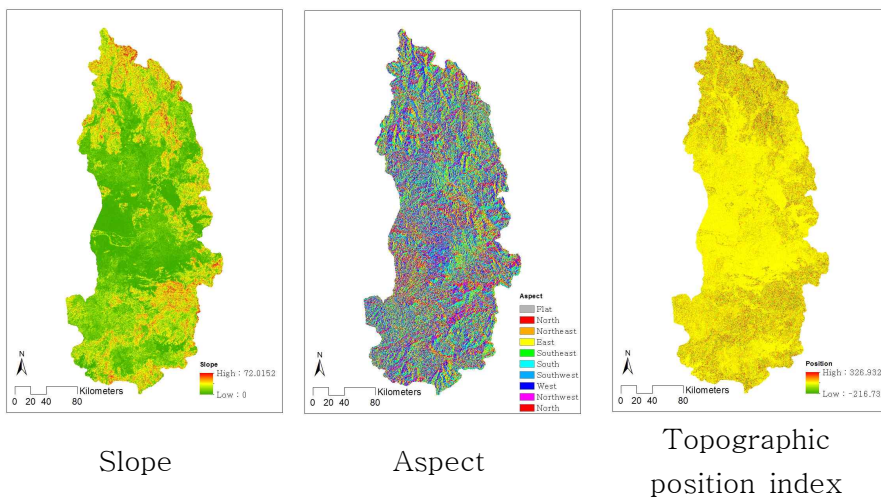 N
0 20 40
80
Kilometers
Slope
High : 72.0152
Low : 0
N
0 20 40
80
Kilometers
Aspect
Flat
North
Northeast
East
Southeast
South
Southwest
West
Northwest
North
N
0 20 40
80
Kilometers
Position
High : 326.932
Low : -216.73
Slope
Aspect
Topographic
position index